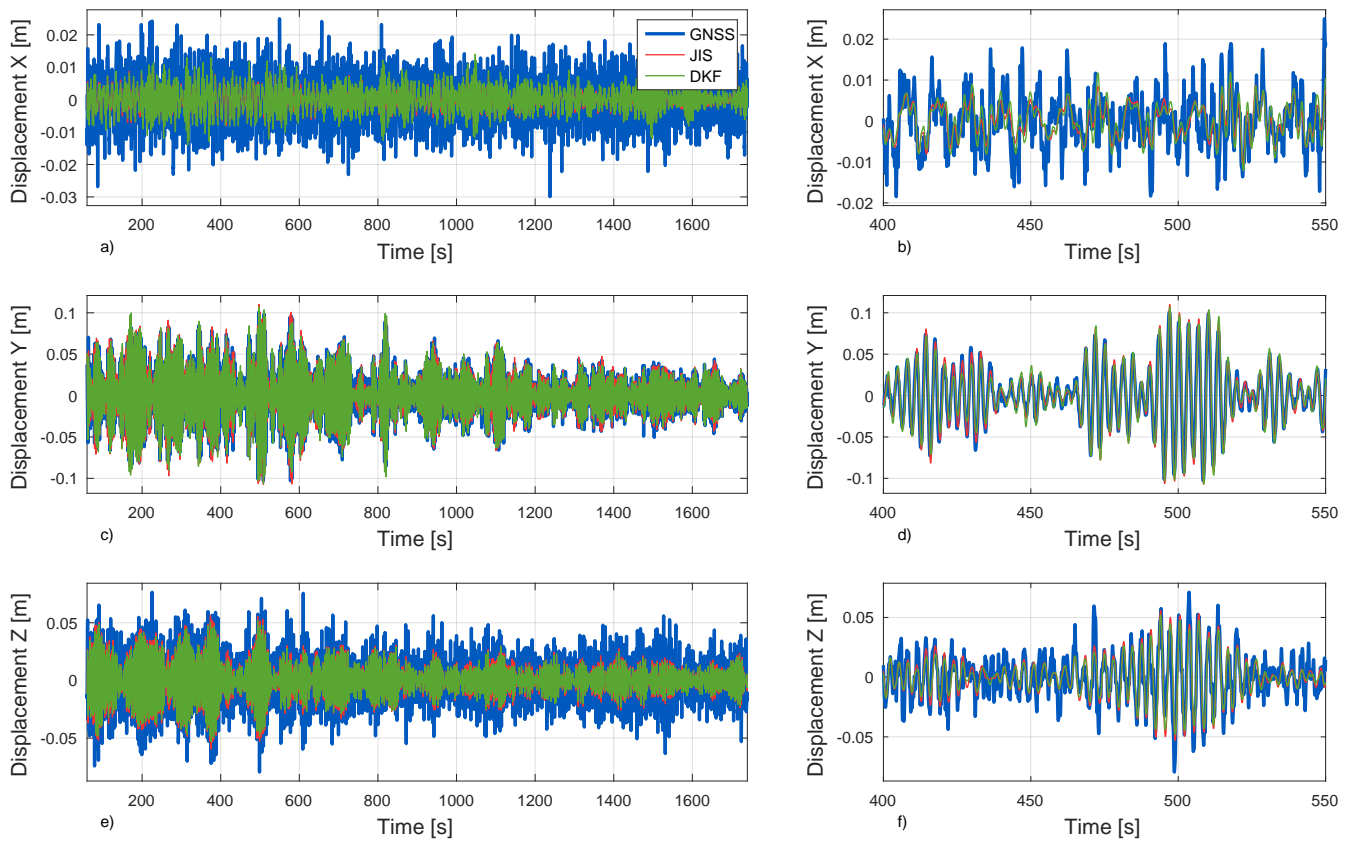 Displacement X [m]
0.02
0.01
0
-0.01
-0.02
-0.03
GNSS
JIS
DKF
200 400 600 800 1000 1200 1400 1600
a)
Time [s]
Displacement X [m]
0.02
0.01
0
-0.01
-0.02
400 450 500 550
b)
Time [s]
Displacement Y [m]
0.1
0.05
0
-0.05
-0.1
200 400 600 800 1000 1200 1400 1600
c)
Time [s]
Displacement Y [m]
0.1
0.05
0
-0.05
-0.1
400 450 500 550
d)
Time [s]
Displacement Z [m]
0.05
0
-0.05
200 400 600 800 1000 1200 1400 1600
e)
Time [s]
Displacement Z [m]
0.05
0
-0.05
400 450 500 550
f)
Time [s]